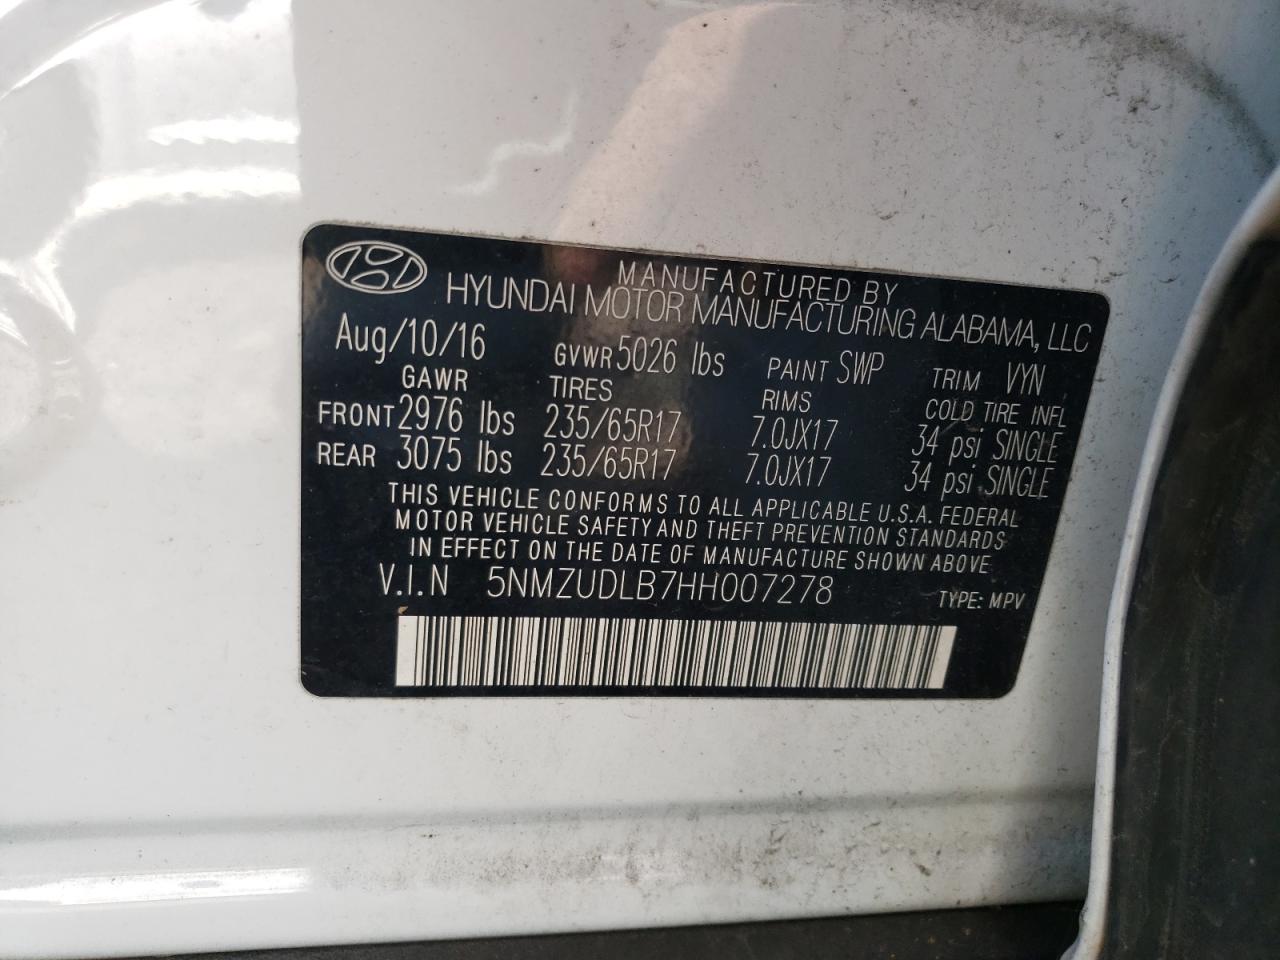 MANUFACTURED BY
HYUNDAI MOTOR MANUFACTURING ALABAMA, LLC
Aug/10/16 GVWR 5026 lbs PAINT SWP TRIM VYN
GAWR TIRES RIMS COLD TIRE INFL
FRONT 2976 lbs 235/65R17 7.0JX17 34 psi SINGLE
REAR 3075 lbs 235/65R17 7.0JX17 34 psi SINGLE
THIS VEHICLE CONFORMS TO ALL APPLICABLE U.S.A. FEDERAL
MOTOR VEHICLE SAFETY AND THEFT PREVENTION STANDARDS
IN EFFECT ON THE DATE OF MANUFACTURE SHOWN ABOVE
V.I.N 5NMZUDLB7HH007278 TYPE: MPV